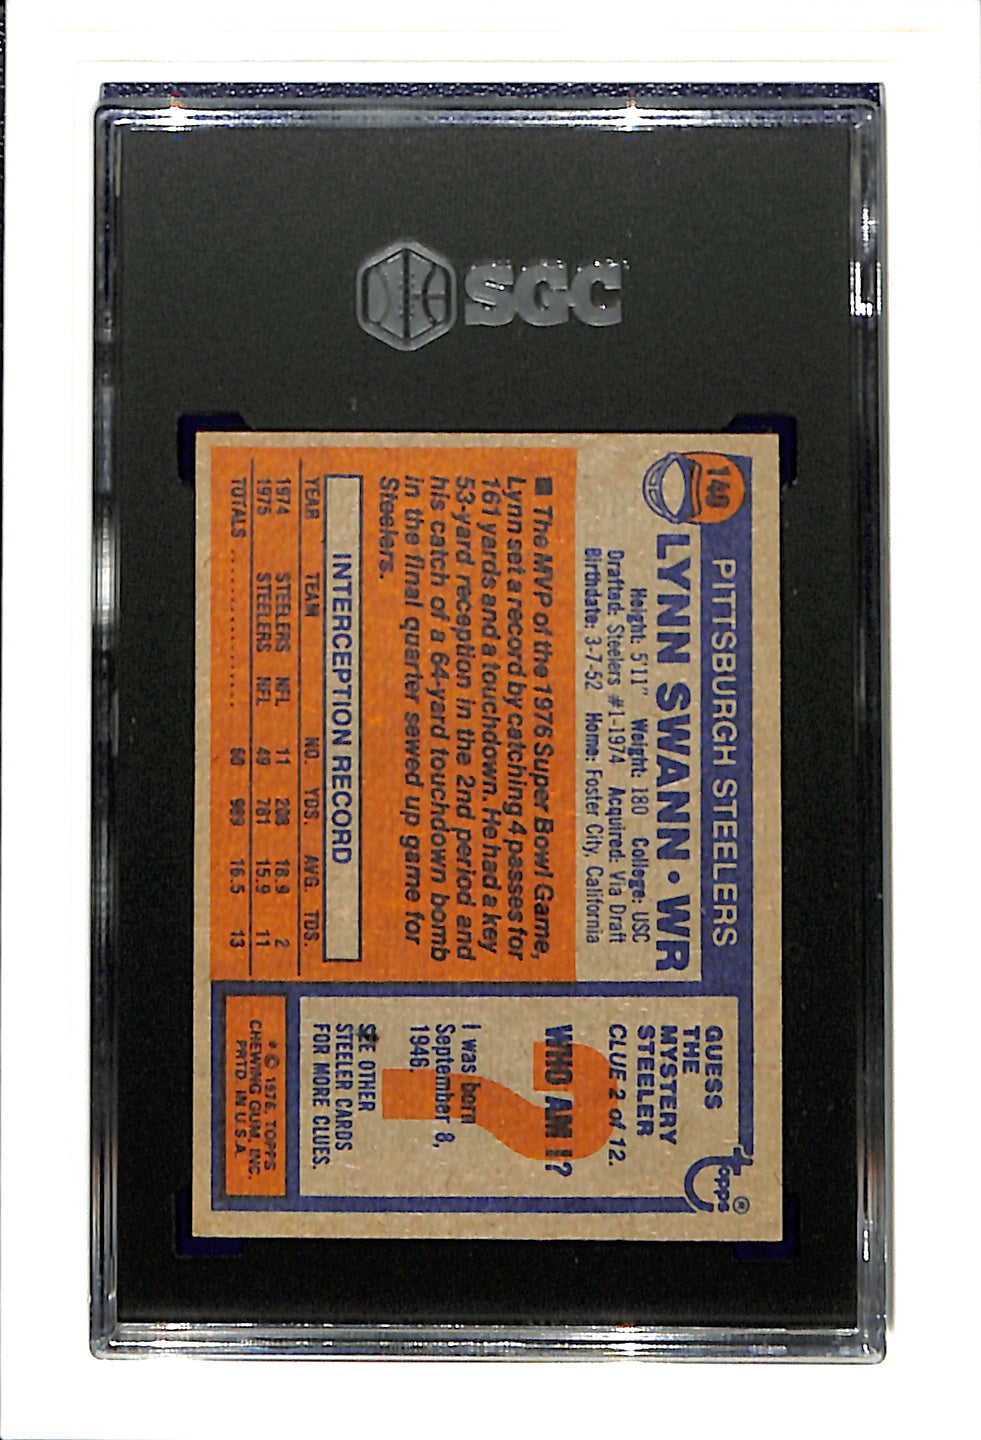 SGC
140
PITTSBURGH STEELERS
LYNN SWANN • WR
Height: 5'11" Weight: 180 College: USC
Drafted: Steelers #1-1974 Acquired: Via Draft
Birthdate: 3-7-52 Home: Foster City, California
■ The MVP of the 1976 Super Bowl Game,
Lynn set a record by catching 4 passes for
161 yards and a touchdown. He had a key
53-yard reception in the 2nd period and
his catch of a 64-yard touchdown bomb
in the final quarter sewed up game for
Steelers.
INTERCEPTION RECORD
YEAR TEAM NO. YDS. AVG. TDS.
1974 STEELERS NFL 11 208 18.9 2
1975 STEELERS NFL 49 781 15.9 11
TOTALS 60 989 16.5 13
Topps®
GUESS
THE
MYSTERY
STEELER
CLUE 2 of 12.
WHO AM I?
I was born
September 8,
1946.
SEE OTHER
STEELER CARDS
FOR MORE CLUES.
* © 1976, TOPPS
CHEWING GUM, INC.
PRTD. IN U.S.A.